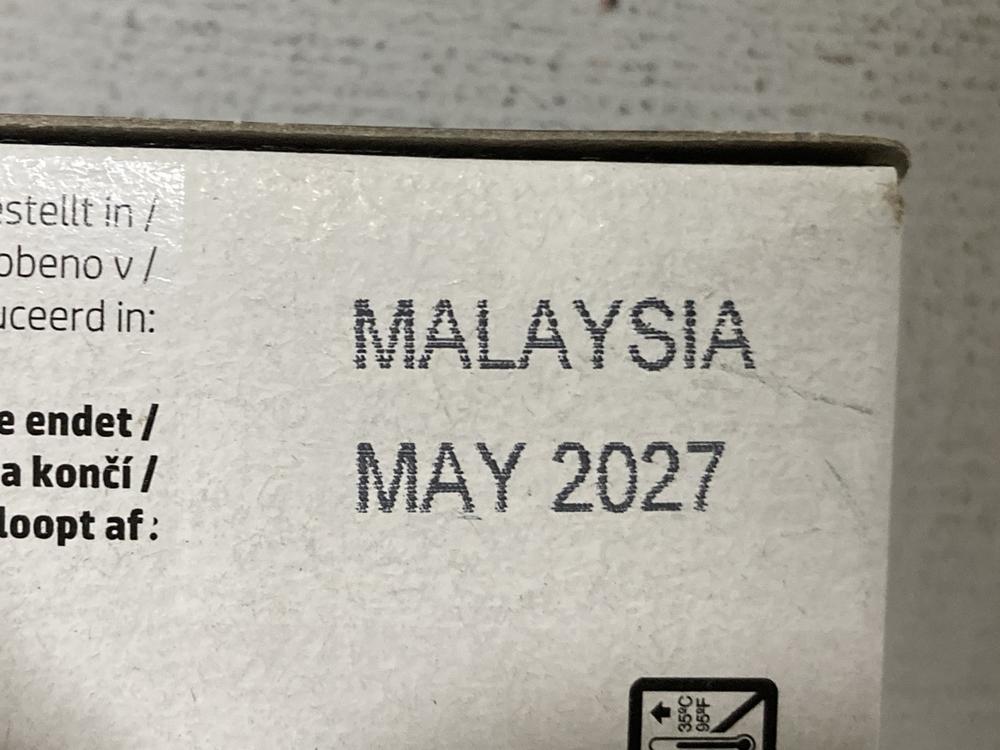 estellt in /
obeno v /
uceerd in:
MALAYSIA
e endet /
a končí /
loopt af:
MAY 2027
35°C
95°F